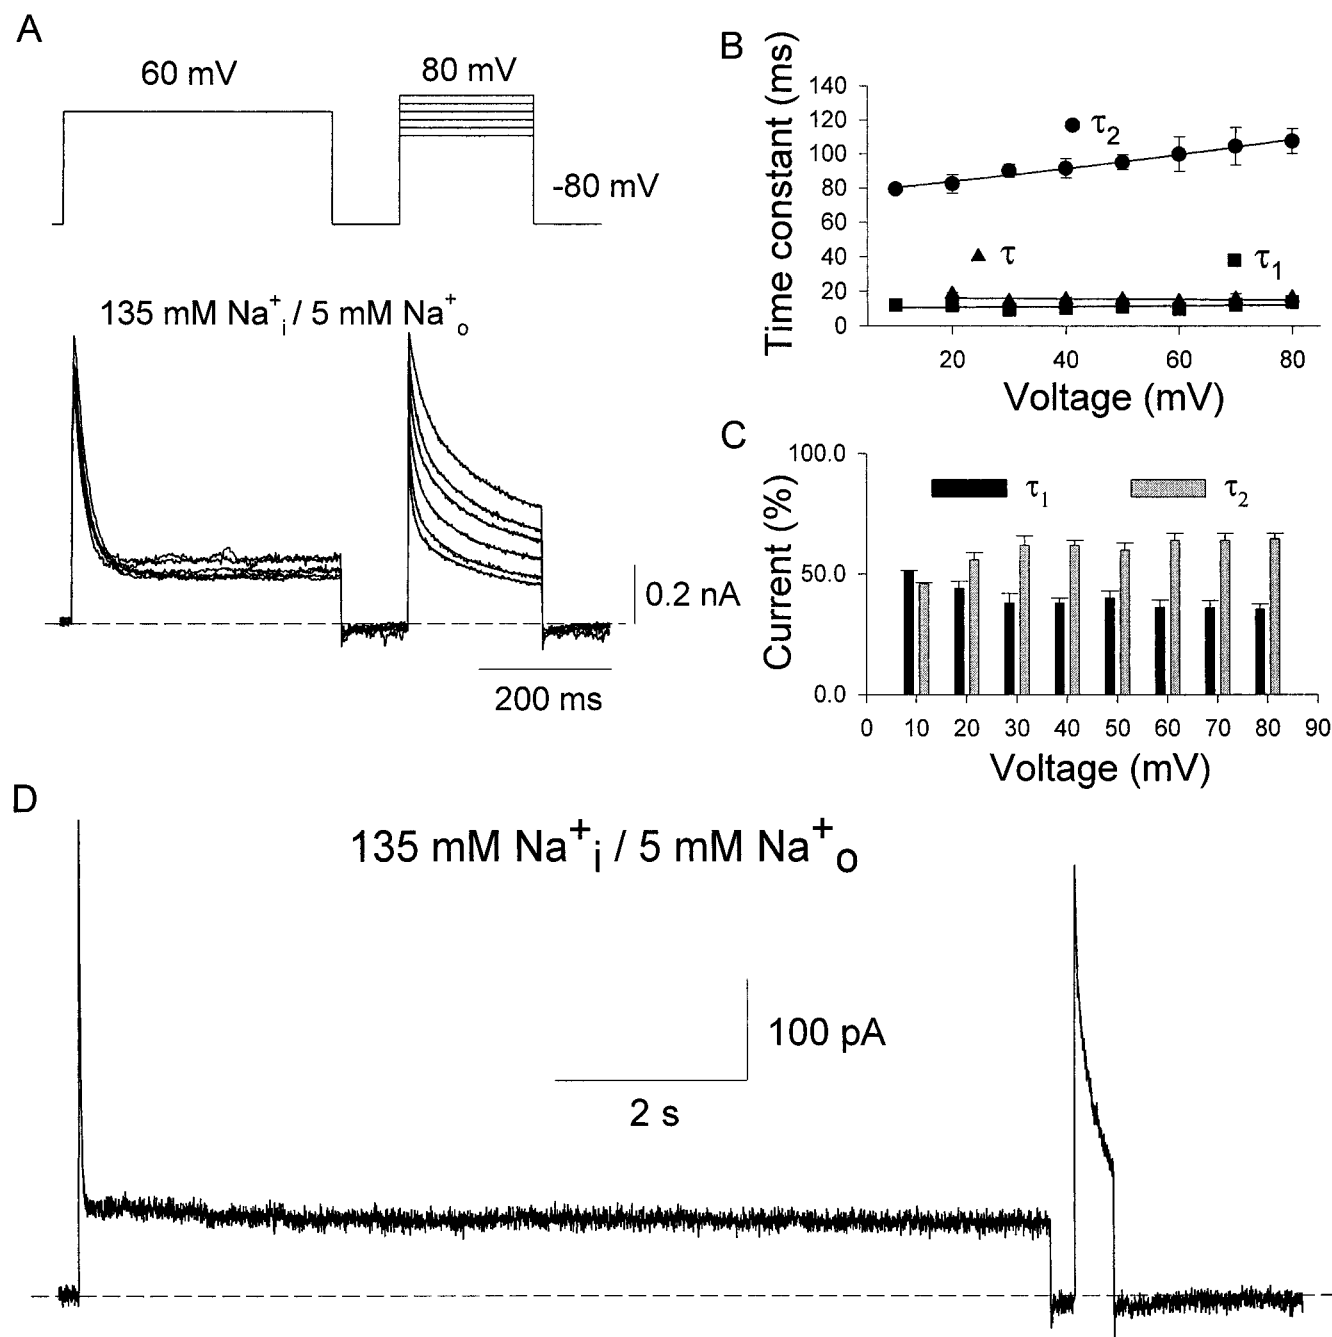 A
60 mV
80 mV
-80 mV
135 mM Na+i / 5 mM Na+o
0.2 nA
200 ms
B
Time constant (ms)
140
120
100
80
60
40
20
0
τ2
τ
τ1
20
40
60
80
Voltage (mV)
C
Current (%)
100.0
50.0
0.0
τ1
τ2
0
10
20
30
40
50
60
70
80
90
Voltage (mV)
D
135 mM Na+i / 5 mM Na+o
100 pA
2 s